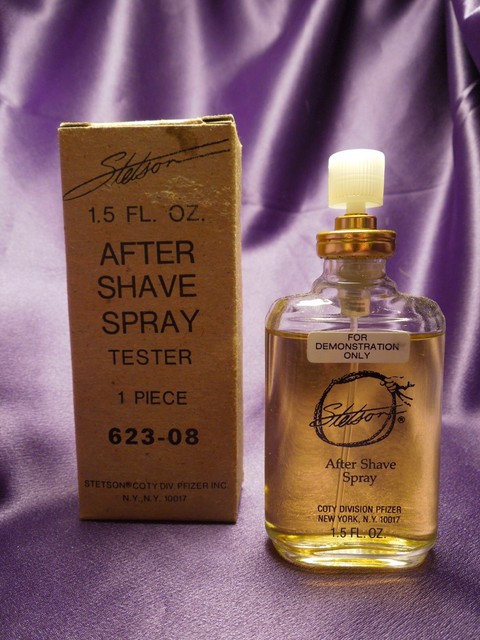 Stetson
1.5 FL. OZ.
AFTER
SHAVE
SPRAY
TESTER
1 PIECE
623-08
STETSON® COTY DIV. PFIZER INC.
N.Y., N.Y. 10017
FOR
DEMONSTRATION
ONLY
Stetson®
After Shave
Spray
COTY DIVISION PFIZER
NEW YORK, N.Y. 10017
1.5 FL. OZ.